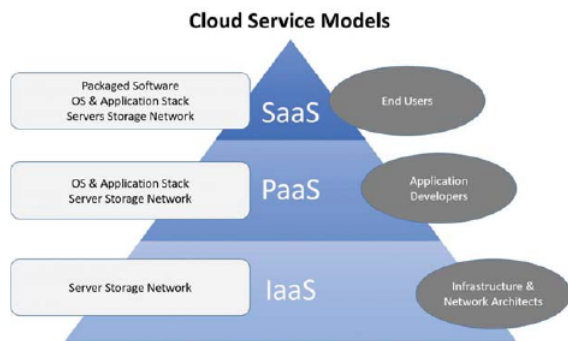 Cloud Service Models
Packaged Software
OS & Application Stack
Servers Storage Network
SaaS
End Users
OS & Application Stack
Server Storage Network
PaaS
Application
Developers
Server Storage Network
IaaS
Infrastructure &
Network Architects